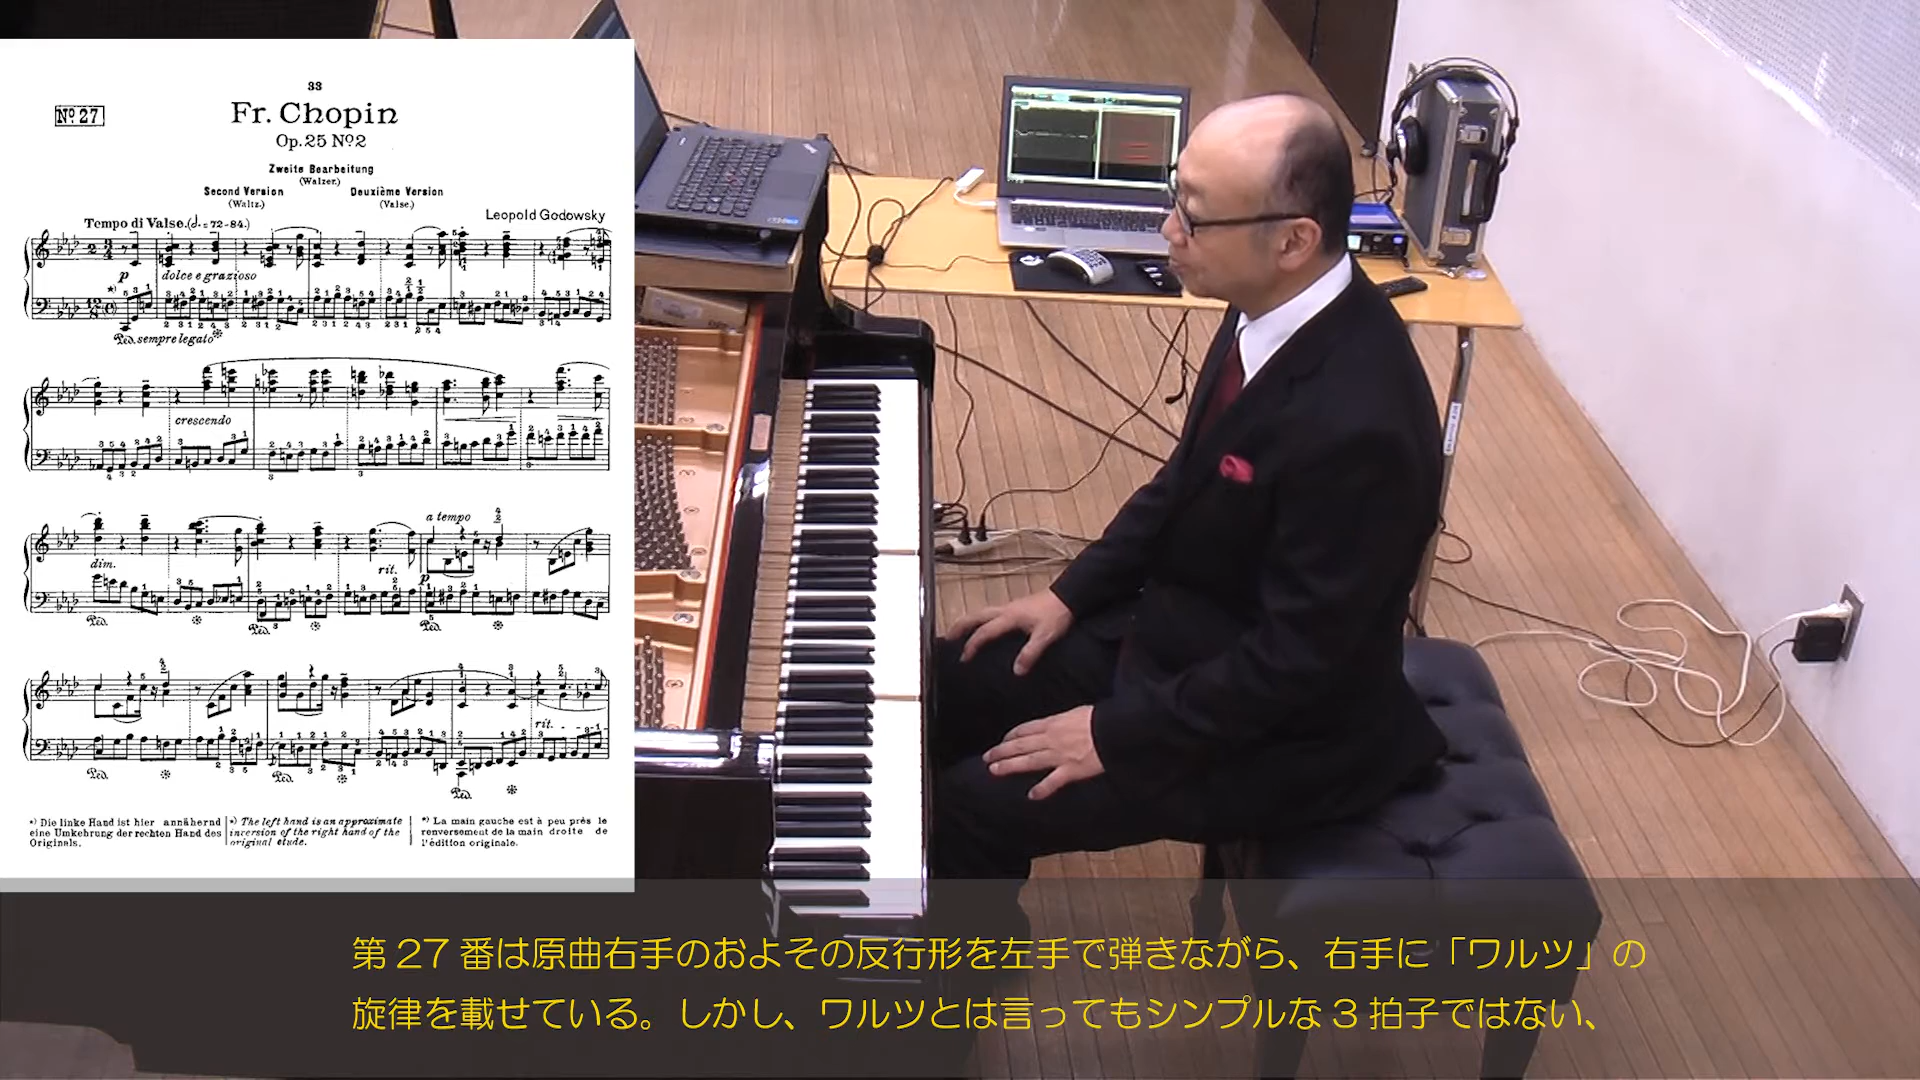 33
No. 27
Fr. Chopin
Op. 25 No. 2
Zweite Bearbeitung
(Walzer.)
Second Version
(Waltz.)
Deuxième Version
(Valse.)
Leopold Godowsky
Tempo di Valse. (𝅗𝅥. = 72-84.)
p
dolce e grazioso
Ped. sempre legato
crescendo
dim.
rit.
a tempo
p
rit.
*) Die linke Hand ist hier annähernd
eine Umkehrung der rechten Hand des
Originals.
*) The left hand is an approximate
inversion of the right hand of the
original etude.
*) La main gauche est à peu près le
renversement de la main droite de
l'édition originale.
第 27 番は原曲右手のおよその反行形を左手で弾きながら、右手に「ワルツ」の
旋律を載せている。しかし、ワルツとは言ってもシンプルな 3 拍子ではない、